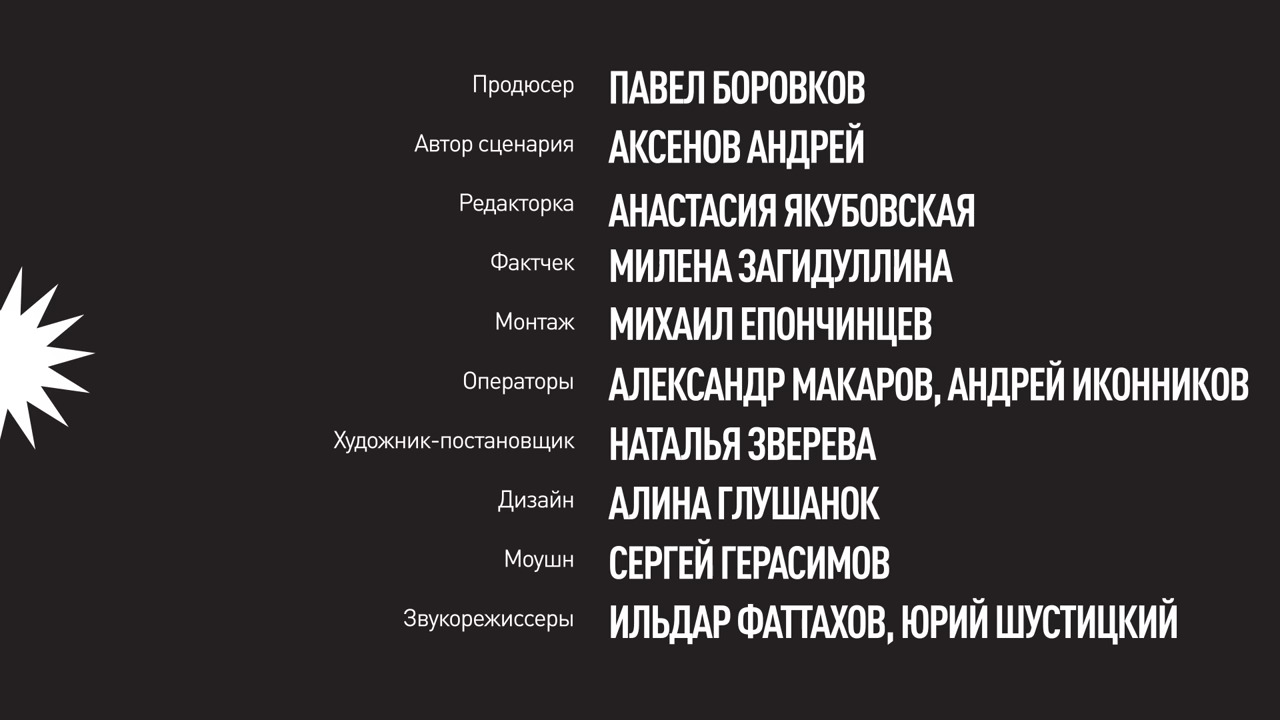 Продюсер ПАВЕЛ БОРОВКОВ
Автор сценария АКСЕНОВ АНДРЕЙ
Редакторка АНАСТАСИЯ ЯКУБОВСКАЯ
Фактчек МИЛЕНА ЗАГИДУЛЛИНА
Монтаж МИХАИЛ ЕПОНЧИНЦЕВ
Операторы АЛЕКСАНДР МАКАРОВ, АНДРЕЙ ИКОННИКОВ
Художник-постановщик НАТАЛЬЯ ЗВЕРЕВА
Дизайн АЛИНА ГЛУШАНОК
Моушн СЕРГЕЙ ГЕРАСИМОВ
Звукорежиссеры ИЛЬДАР ФАТТАХОВ, ЮРИЙ ШУСТИЦКИЙ